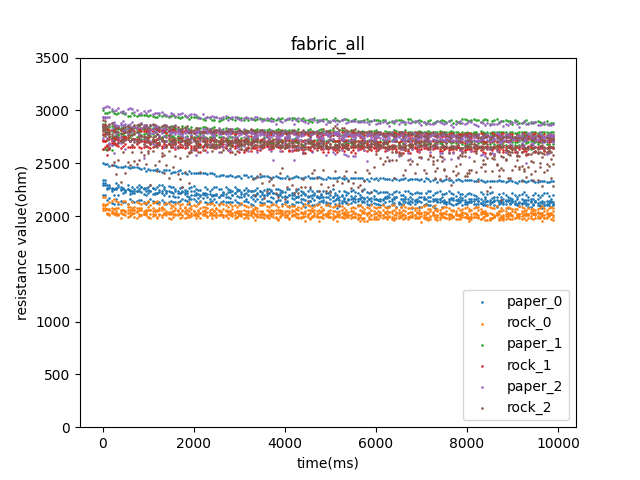 fabric_all
3500
3000
2500
2000
1500
1000
500
0
resistance value(ohm)
paper_0
rock_0
paper_1
rock_1
paper_2
rock_2
0 2000 4000 6000 8000 10000
time(ms)